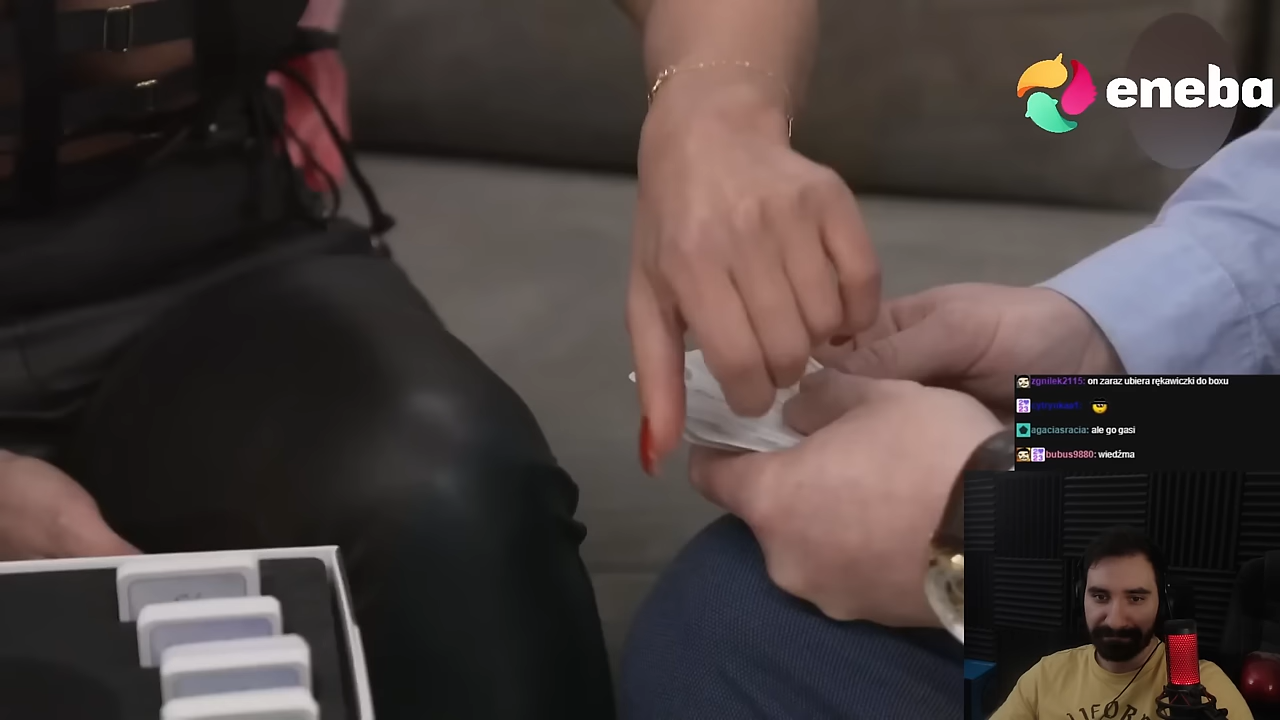 eneba
zgnilek2115: on zaraz ubiera rękawiczki do boxu
agaciasracia: ale go gasi
bubus9880: wiedźma